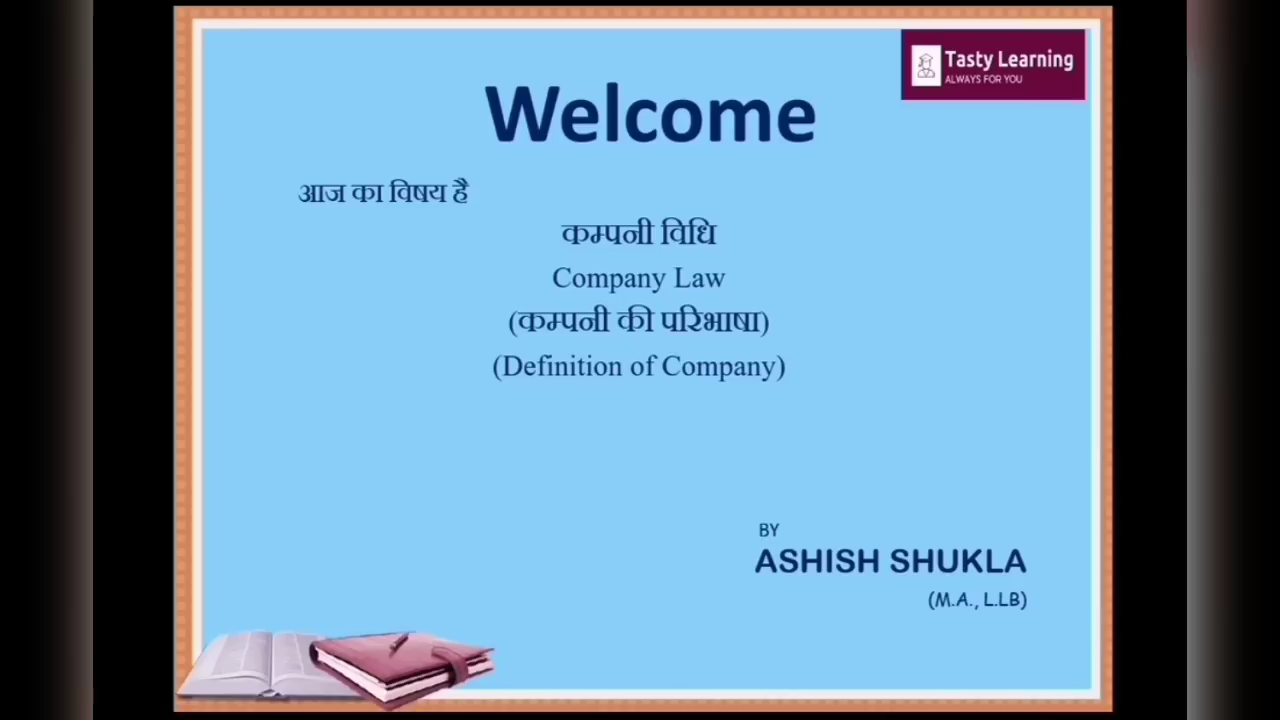 Tasty Learning
ALWAYS FOR YOU
Welcome
आज का विषय है
कम्पनी विधि
Company Law
(कम्पनी की परिभाषा)
(Definition of Company)
BY
ASHISH SHUKLA
(M.A., L.LB)